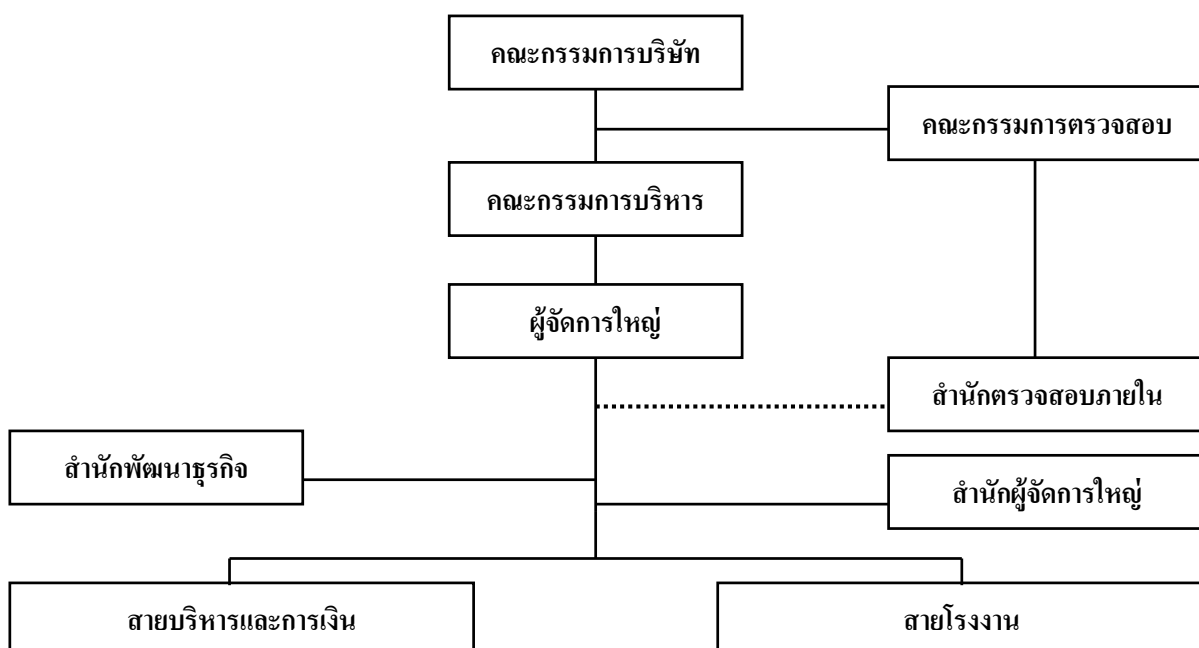 คณะกรรมการบริษัท
คณะกรรมการตรวจสอบ
คณะกรรมการบริหาร
ผู้จัดการใหญ่
สำนักตรวจสอบภายใน
สำนักพัฒนาธุรกิจ
สำนักผู้จัดการใหญ่
สายบริหารและการเงิน
สายโรงงาน